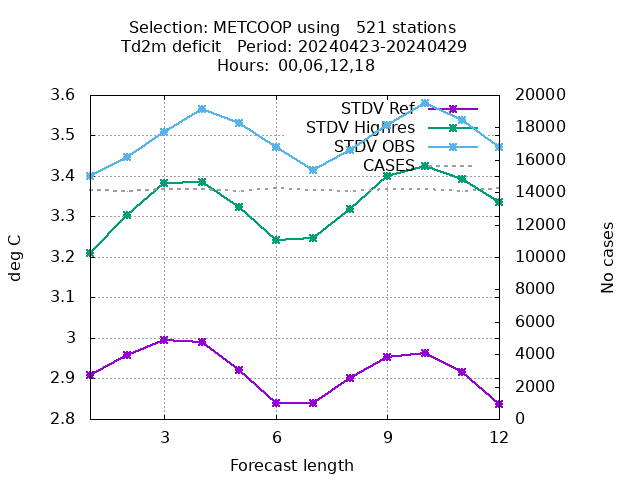 Selection: METCOOP using 521 stations
Td2m deficit Period: 20240423-20240429
Hours: 00,06,12,18
STDV Ref
STDV Highres
STDV OBS
CASES
3.6
3.5
3.4
3.3
3.2
3.1
3
2.9
2.8
20000
18000
16000
14000
12000
10000
8000
6000
4000
2000
0
deg C
No cases
3 6 9 12
Forecast length